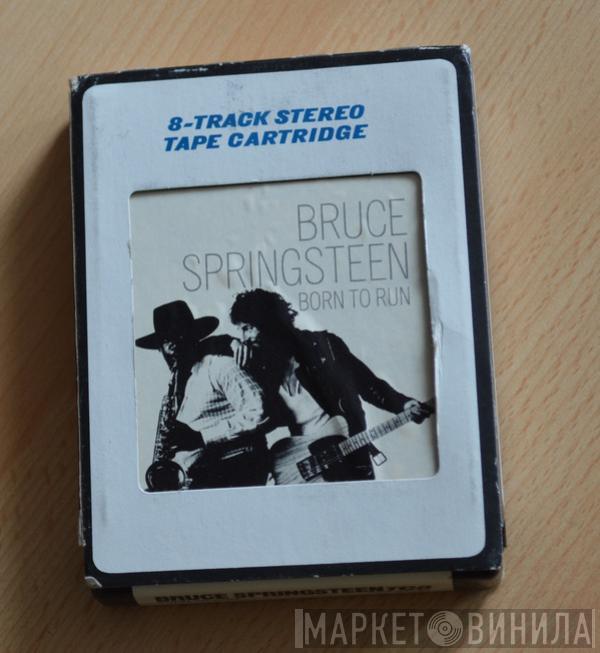 8-TRACK STEREO
TAPE CARTRIDGE
BRUCE
SPRINGSTEEN
BORN TO RUN
BRUCE SPRINGSTEEN
МАРКЕТ ВИНИЛА